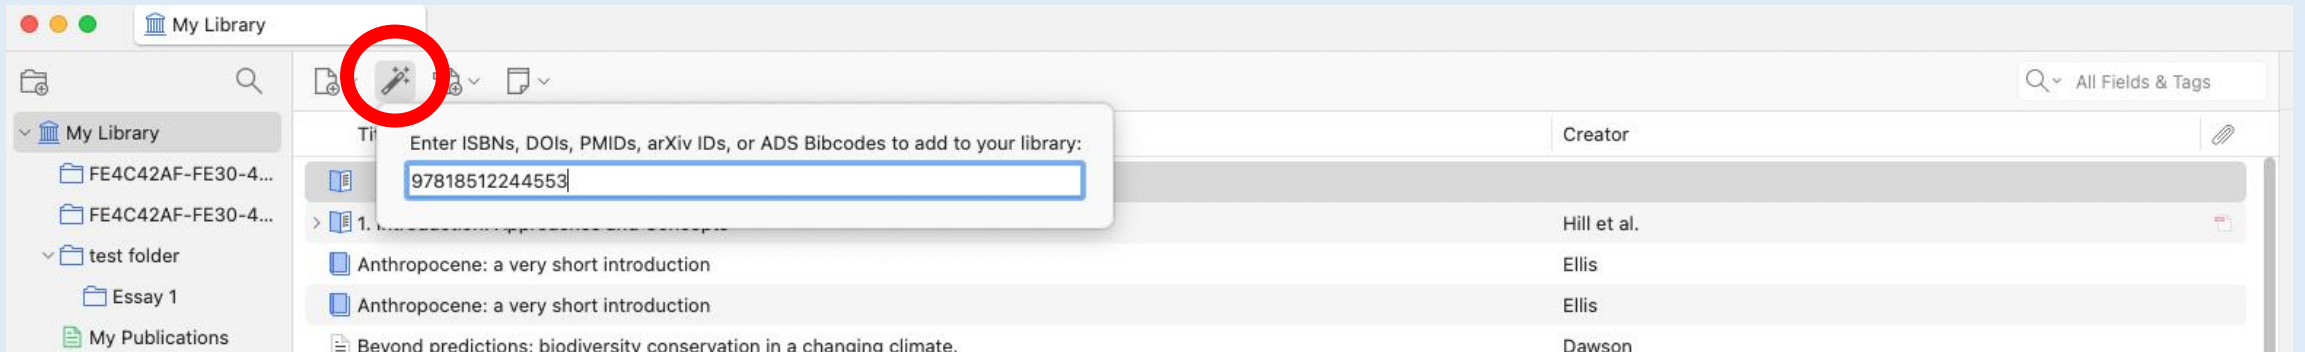 My Library
All Fields & Tags
My Library
Enter ISBNs, DOIs, PMIDs, arXiv IDs, or ADS Bibcodes to add to your library:
Creator
97818512244553
FE4C42AF-FE30-4...
FE4C42AF-FE30-4...
1.
Hill et al.
test folder
Anthropocene: a very short introduction
Ellis
Essay 1
Anthropocene: a very short introduction
Ellis
My Publications
Beyond predictions: biodiversity conservation in a changing climate.
Dawson